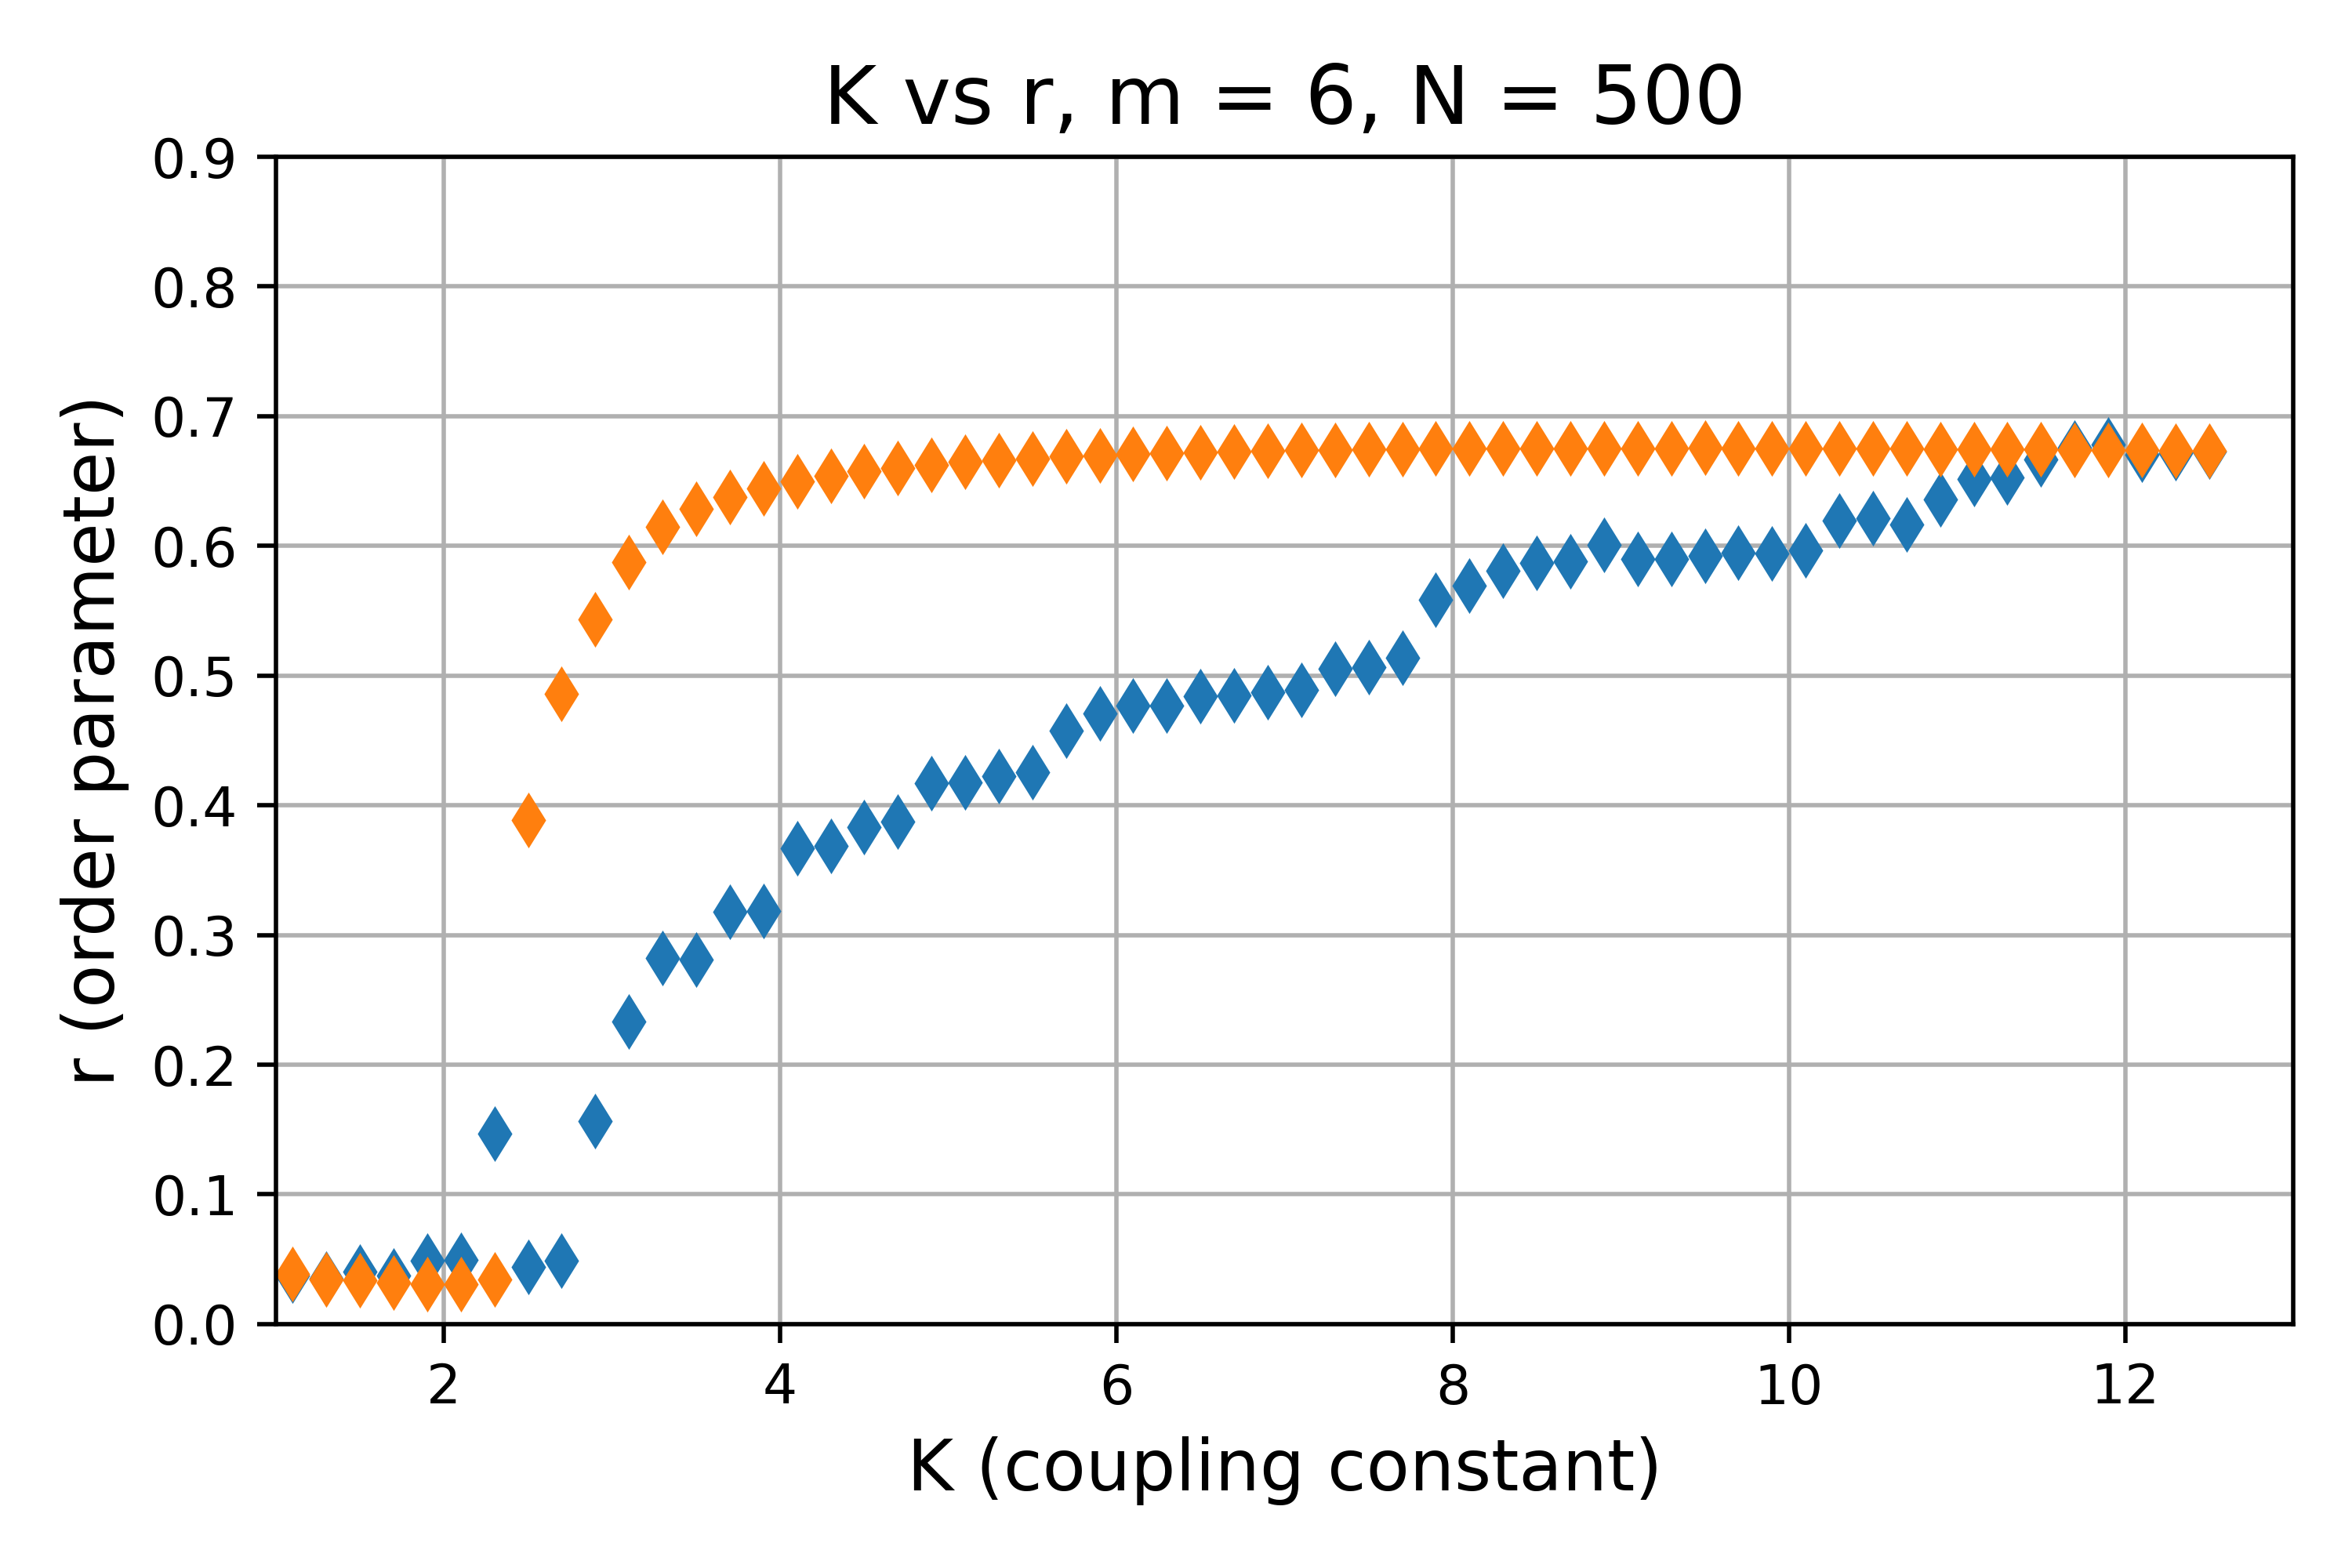 K vs r, m = 6, N = 500
r (order parameter)
0.9
0.8
0.7
0.6
0.5
0.4
0.3
0.2
0.1
0.0
2 4 6 8 10 12
K (coupling constant)